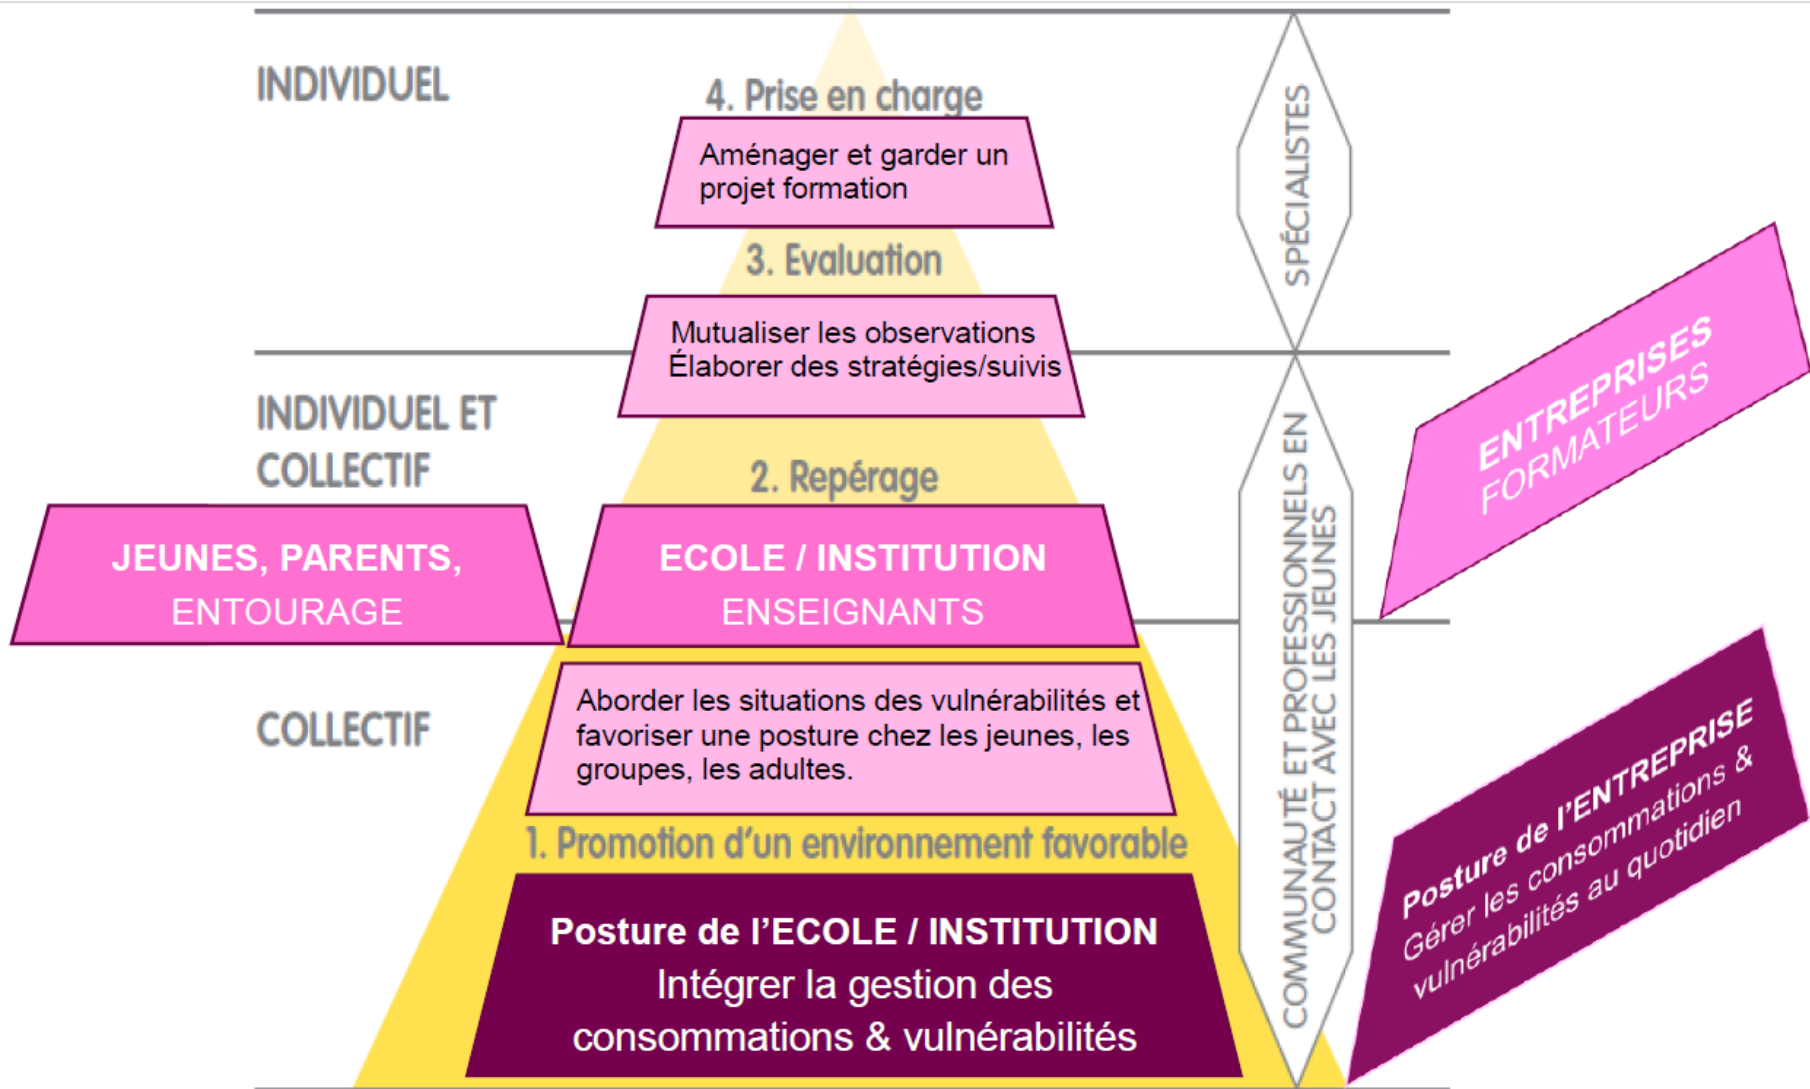 INDIVIDUEL
4. Prise en charge
Aménager et garder un
projet formation
3. Evaluation
SPÉCIALISTES
Mutualiser les observations
Élaborer des stratégies/suivis
INDIVIDUEL ET
COLLECTIF
2. Repérage
JEUNES, PARENTS,
ENTOURAGE
ECOLE / INSTITUTION
ENSEIGNANTS
ENTREPRISES
FORMATEURS
COMMUNAUTÉ ET PROFESSIONNELS EN
CONTACT AVEC LES JEUNES
COLLECTIF
Aborder les situations des vulnérabilités et
favoriser une posture chez les jeunes, les
groupes, les adultes.
1. Promotion d'un environnement favorable
Posture de l'ECOLE / INSTITUTION
Intégrer la gestion des
consommations & vulnérabilités
Posture de l'ENTREPRISE
Gérer les consommations &
vulnérabilités au quotidien